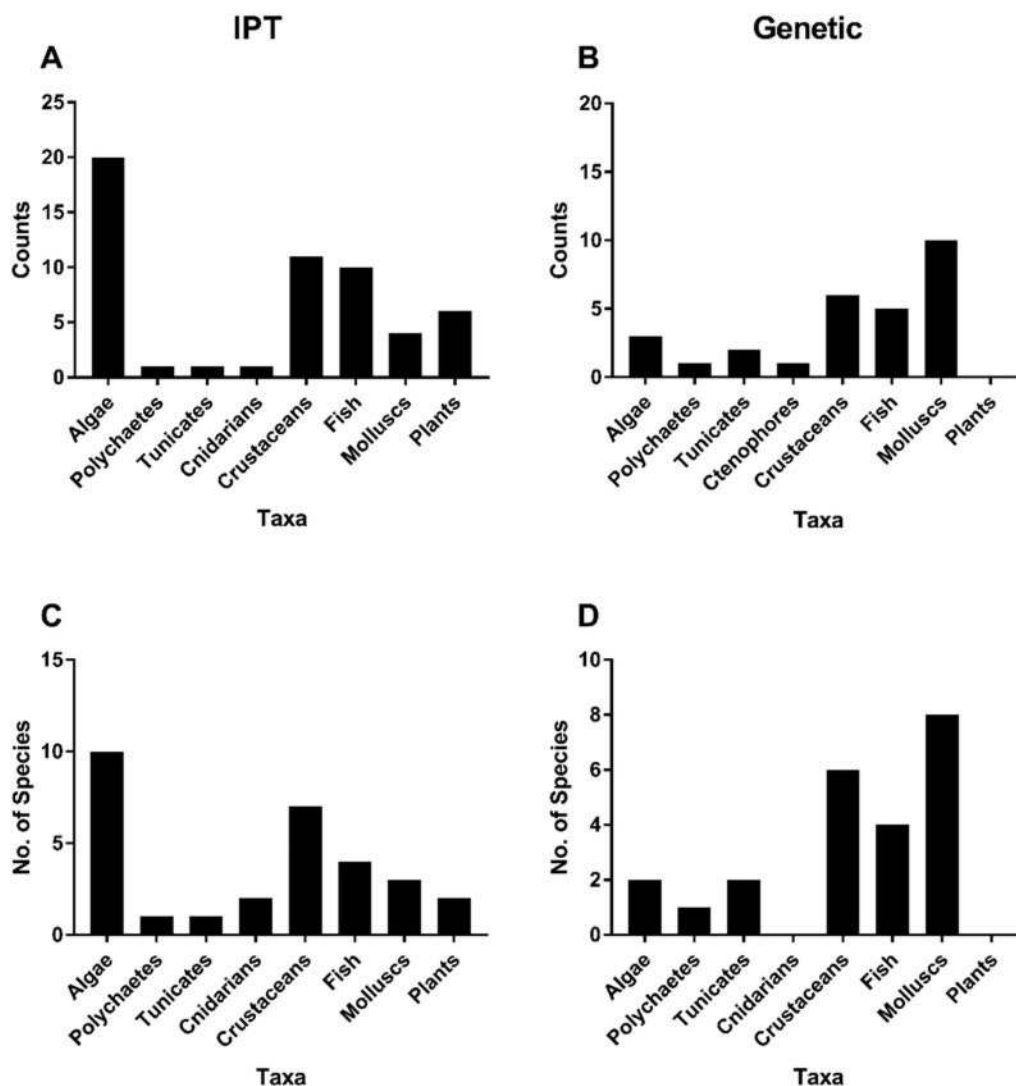 IPT
Genetic
A
25
20
15
10
5
0
Counts
Algae
Polychaetes
Tunicates
Cnidarians
Crustaceans
Fish
Molluscs
Plants
Taxa
B
20
15
10
5
0
Counts
Algae
Polychaetes
Tunicates
Ctenophores
Crustaceans
Fish
Molluscs
Plants
Taxa
C
15
10
5
0
No. of Species
Algae
Polychaetes
Tunicates
Cnidarians
Crustaceans
Fish
Molluscs
Plants
Taxa
D
10
8
6
4
2
0
No. of Species
Algae
Polychaetes
Tunicates
Cnidarians
Crustaceans
Fish
Molluscs
Plants
Taxa